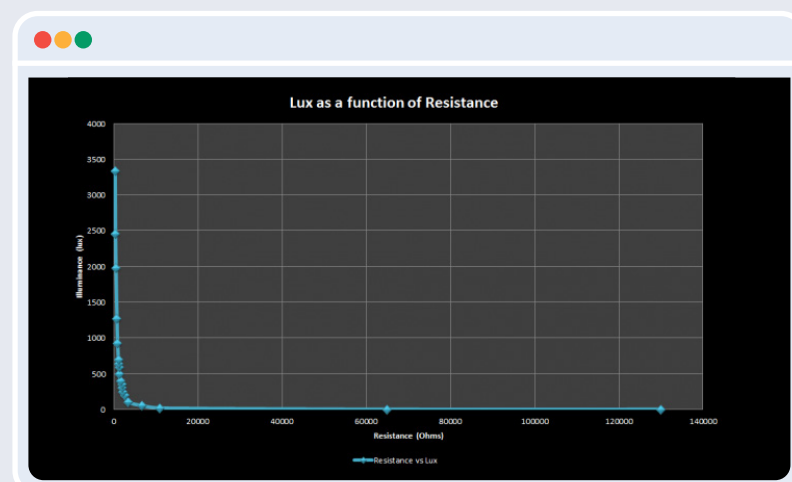 Lux as a function of Resistance
4000
3500
3000
2500
2000
1500
1000
500
0
Illuminance (lux)
0 20000 40000 60000 80000 100000 120000 140000
Resistance (Ohms)
Resistance vs Lux